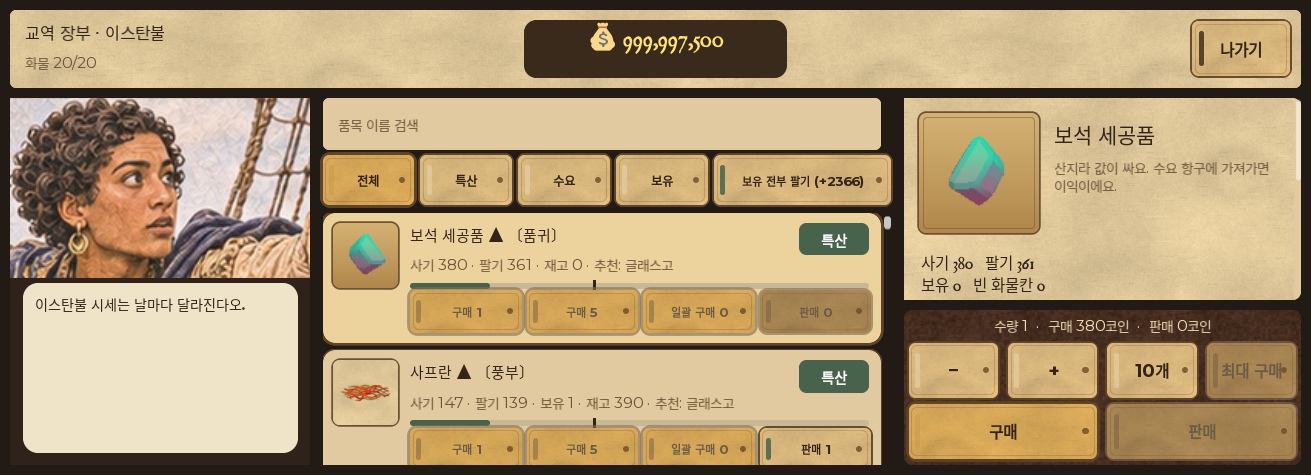 교역 장부 · 이스탄불
화물 20/20
999,997,500
나가기
이스탄불 시세는 날마다 달라진다오.
품목 이름 검색
전체
특산
수요
보유
보유 전부 팔기 (+2366)
보석 세공품 ▲ 〔품귀〕
특산
사기 380 · 팔기 361 · 재고 0 · 추천: 글래스고
구매 1
구매 5
일괄 구매 0
판매 0
사프란 ▲ 〔풍부〕
특산
사기 147 · 팔기 139 · 보유 1 · 재고 390 · 추천: 글래스고
구매 1
구매 5
일괄 구매 0
판매 1
보석 세공품
산지라 값이 싸요. 수요 항구에 가져가면
이익이에요.
사기 380 팔기 361
보유 0 빈 화물칸 0
수량 1 · 구매 380코인 · 판매 0코인
−
+
10개
최대 구매
구매
판매